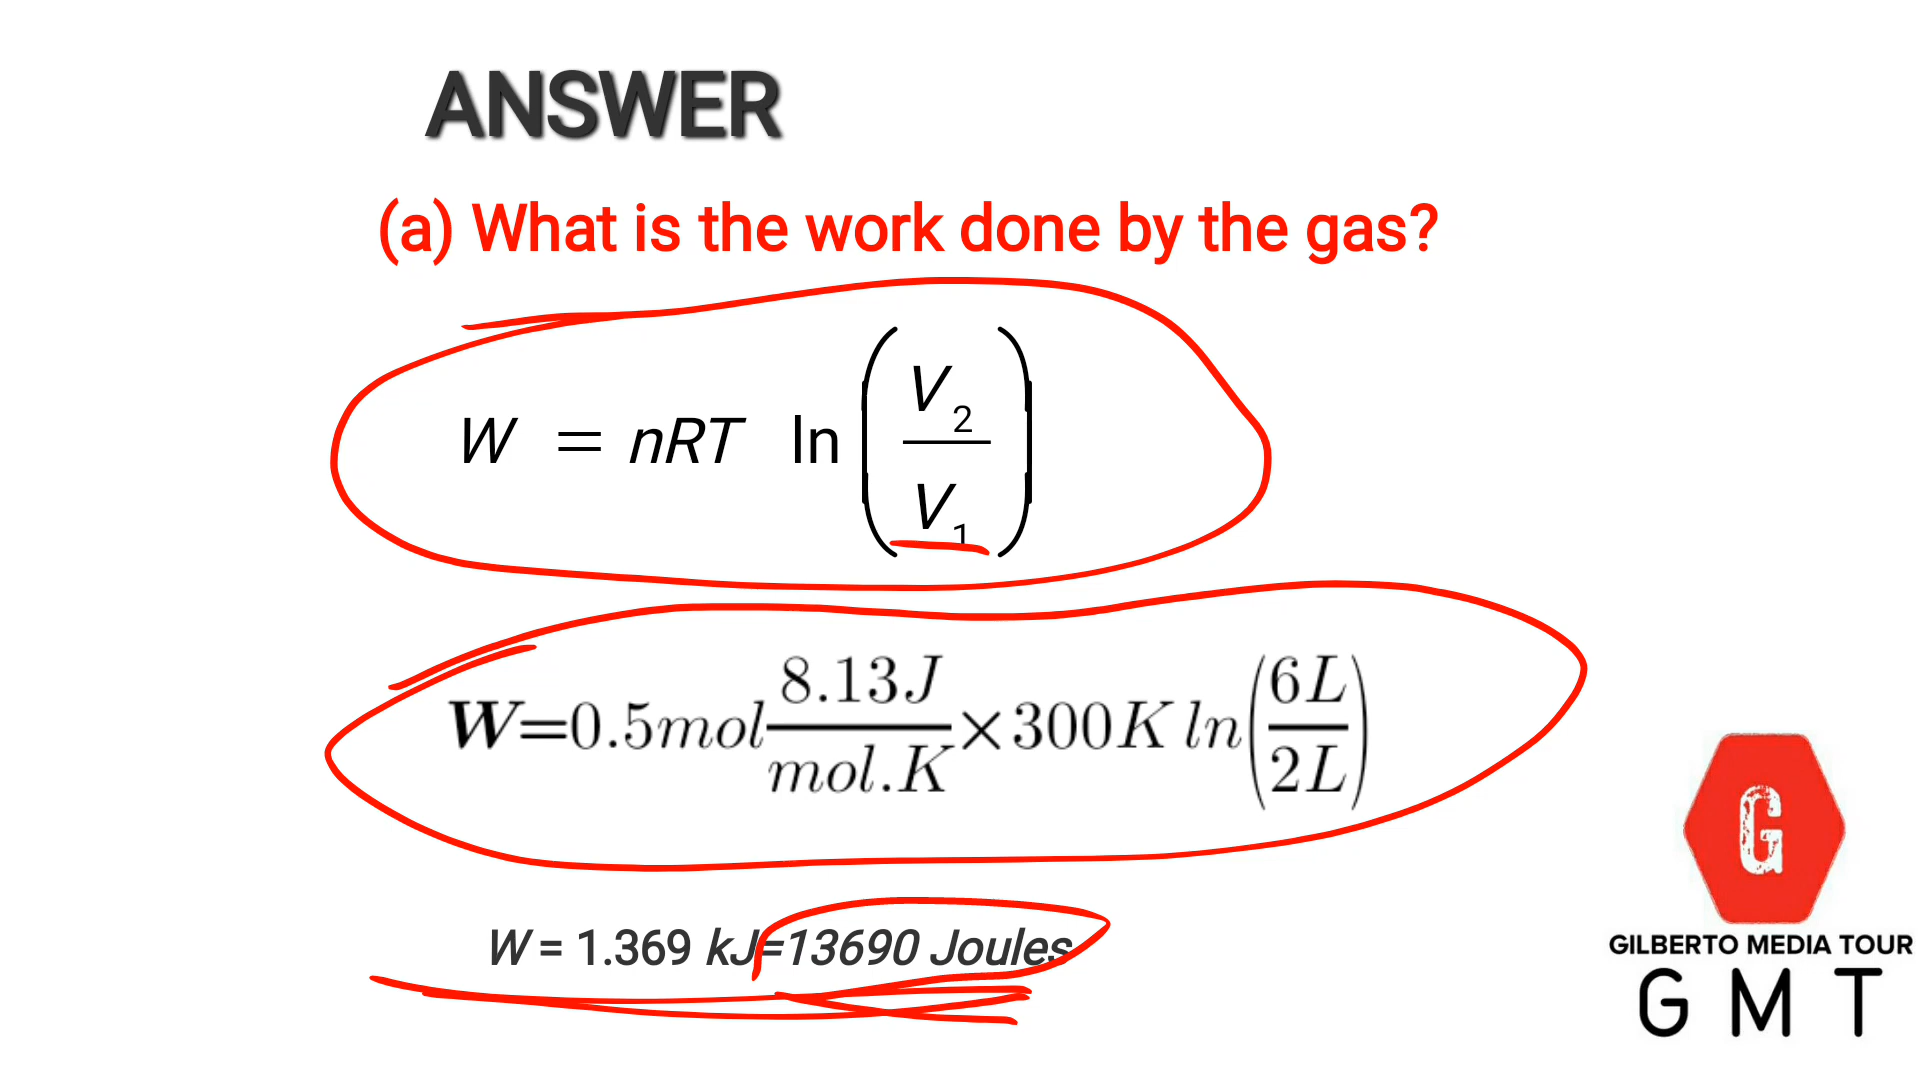 ANSWER
(a) What is the work done by the gas?
W = nRT ln(V₂/V₁)
W=0.5mol 8.13J/mol.K ×300K ln(6L/2L)
W = 1.369 kJ=13690 Joules
G
GILBERTO MEDIA TOUR
GMT